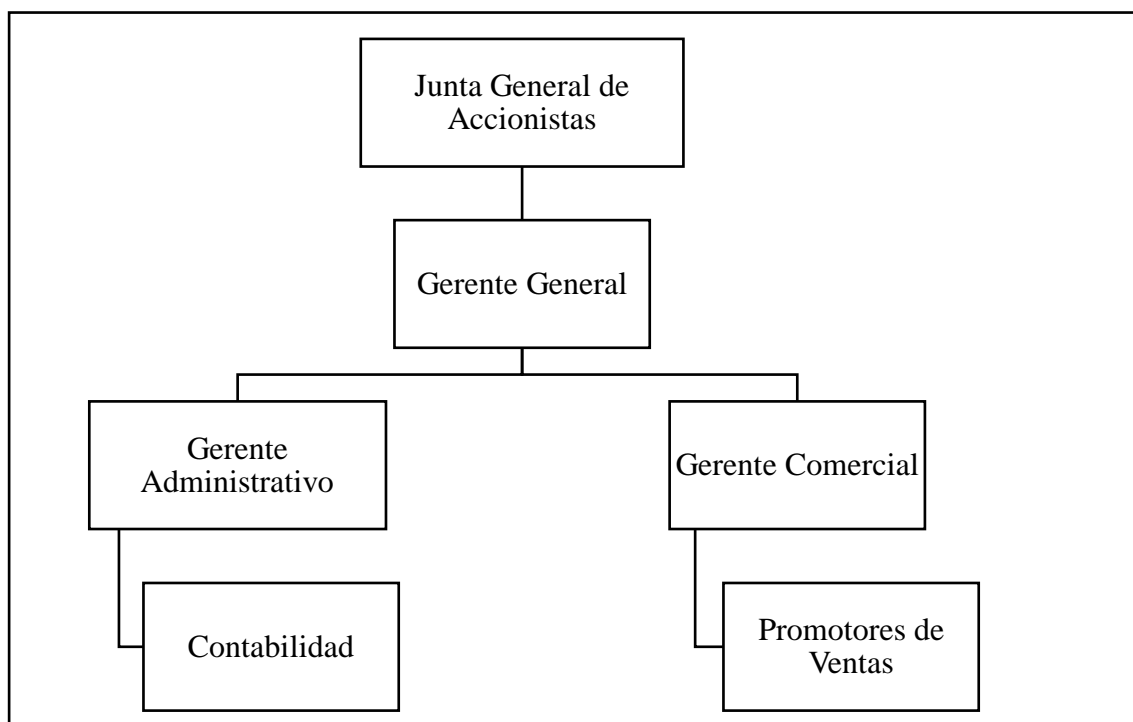 Junta General de
Accionistas
Gerente General
Gerente
Administrativo
Gerente Comercial
Contabilidad
Promotores de
Ventas